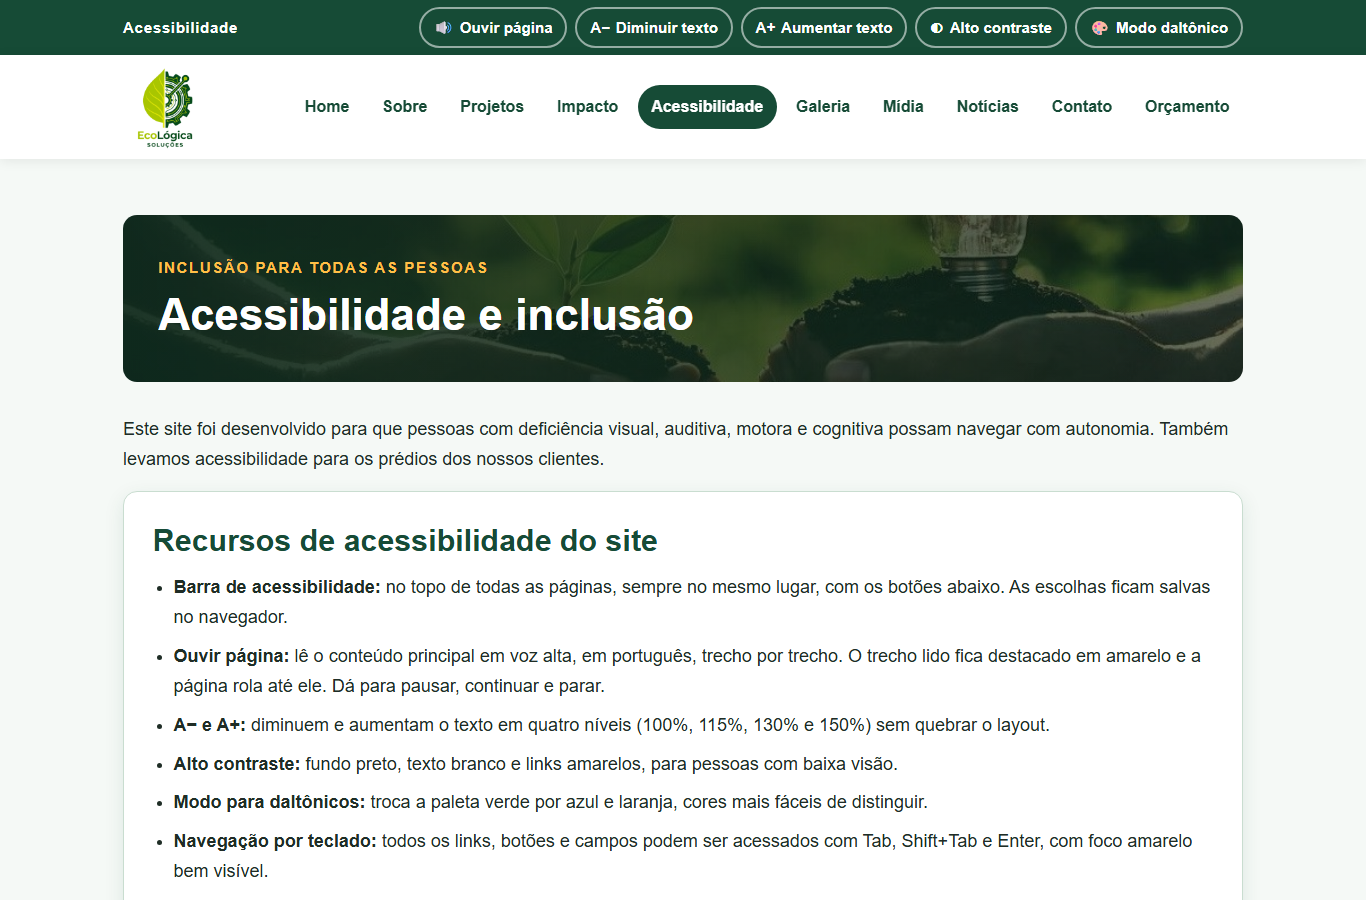 Acessibilidade
Ouvir página
A− Diminuir texto
A+ Aumentar texto
Alto contraste
Modo daltônico
EcoLógica
SOLUÇÕES
Home
Sobre
Projetos
Impacto
Acessibilidade
Galeria
Mídia
Notícias
Contato
Orçamento
INCLUSÃO PARA TODAS AS PESSOAS
Acessibilidade e inclusão
Este site foi desenvolvido para que pessoas com deficiência visual, auditiva, motora e cognitiva possam navegar com autonomia. Também
levamos acessibilidade para os prédios dos nossos clientes.
Recursos de acessibilidade do site
• Barra de acessibilidade: no topo de todas as páginas, sempre no mesmo lugar, com os botões abaixo. As escolhas ficam salvas
no navegador.
• Ouvir página: lê o conteúdo principal em voz alta, em português, trecho por trecho. O trecho lido fica destacado em amarelo e a
página rola até ele. Dá para pausar, continuar e parar.
• A− e A+: diminuem e aumentam o texto em quatro níveis (100%, 115%, 130% e 150%) sem quebrar o layout.
• Alto contraste: fundo preto, texto branco e links amarelos, para pessoas com baixa visão.
• Modo para daltônicos: troca a paleta verde por azul e laranja, cores mais fáceis de distinguir.
• Navegação por teclado: todos os links, botões e campos podem ser acessados com Tab, Shift+Tab e Enter, com foco amarelo
bem visível.